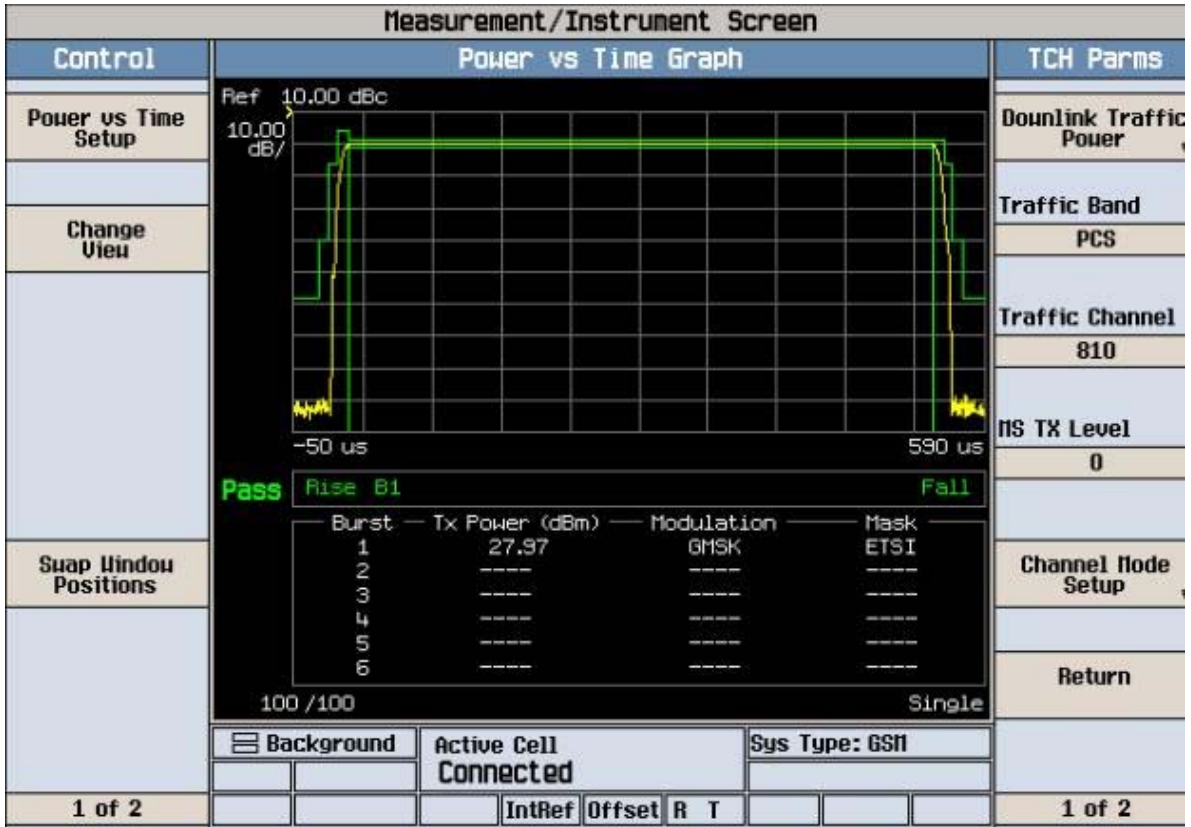 Measurement/Instrument Screen
Control
Power vs Time Graph
TCH Parms
Power vs Time
Setup
Change
View
Swap Window
Positions
1 of 2
Ref 10.00 dBc
10.00
dB/
-50 us
590 us
Pass
Rise B1
Fall
Burst Tx Power (dBm) Modulation Mask
1 27.97 GMSK ETSI
2 ---- ---- ----
3 ---- ---- ----
4 ---- ---- ----
5 ---- ---- ----
6 ---- ---- ----
100 /100
Single
Background
Active Cell
Connected
Sys Type: GSM
IntRef Offset R T
Downlink Traffic
Power
Traffic Band
PCS
Traffic Channel
810
MS TX Level
0
Channel Mode
Setup
Return
1 of 2